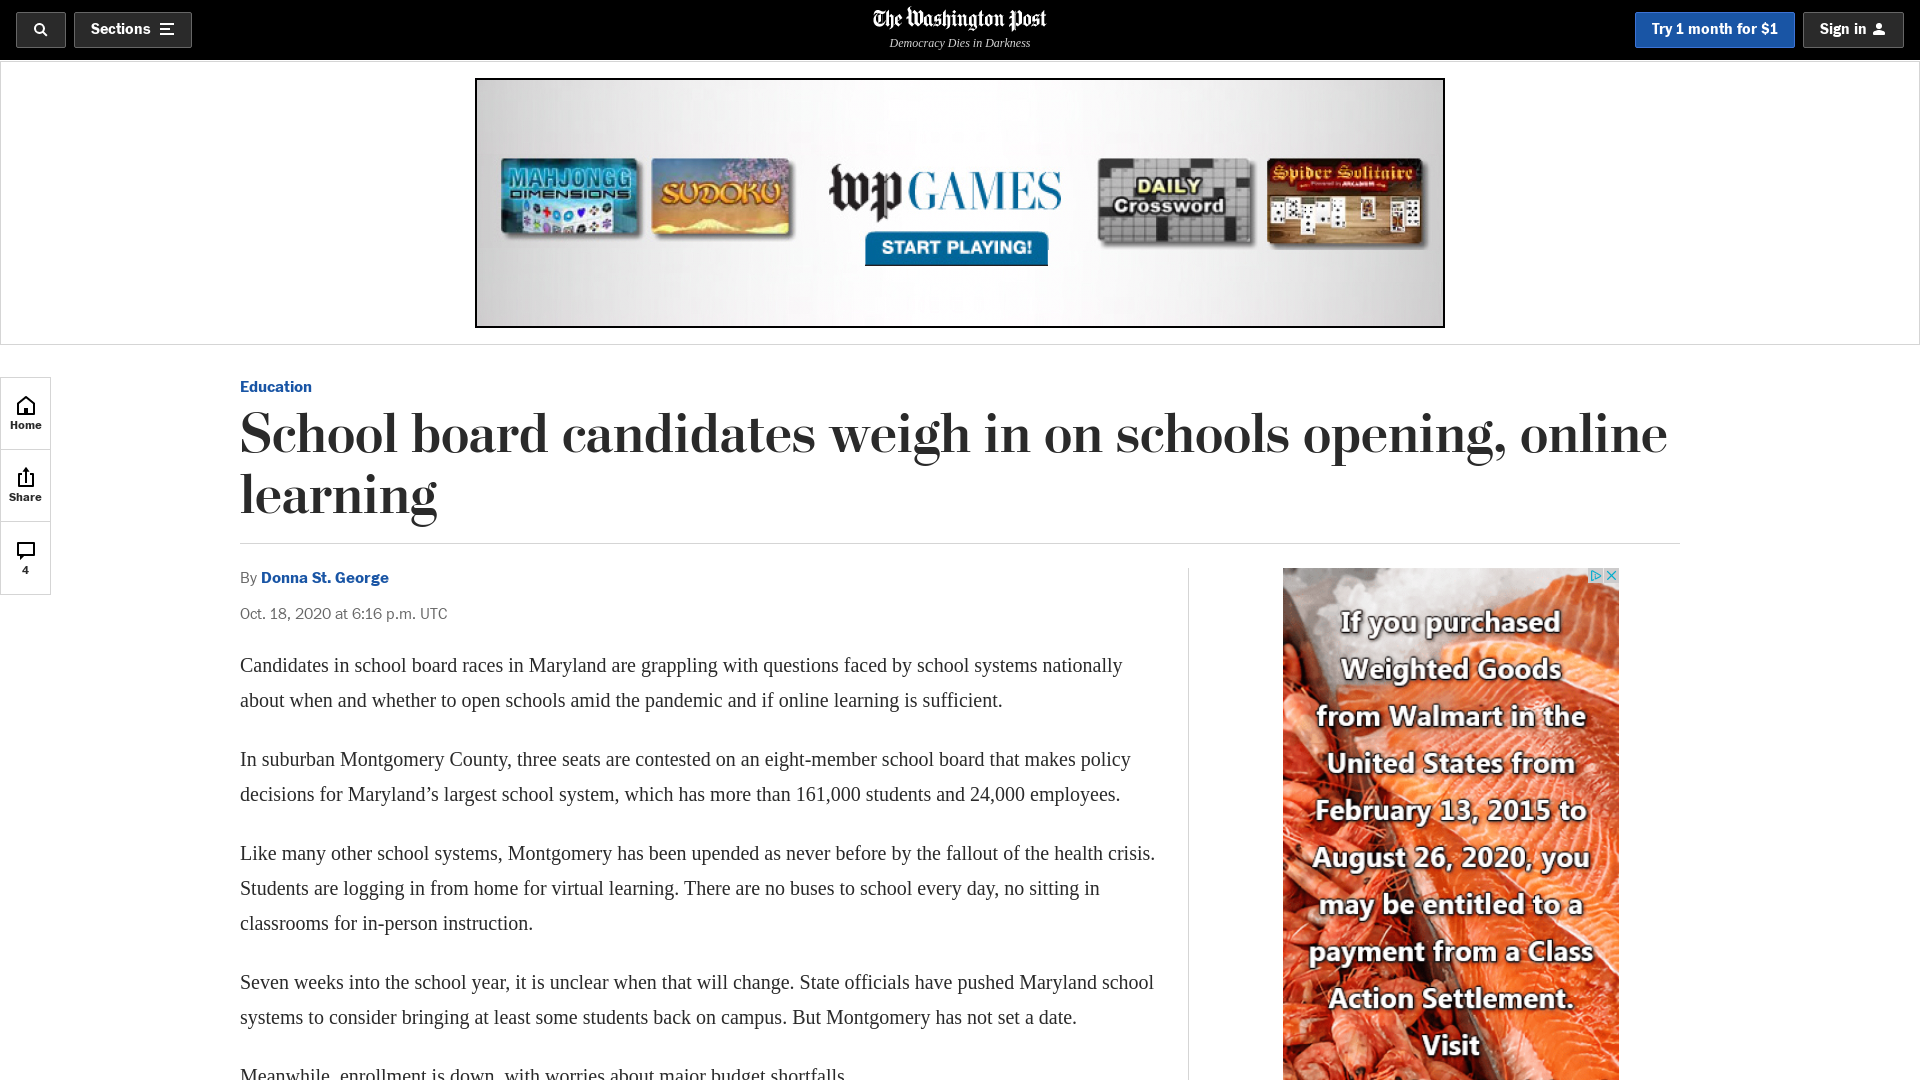 Sections
The Washington Post
Democracy Dies in Darkness
Try 1 month for $1
Sign in
MAHJONGG
DIMENSIONS
SUDOKU
wp GAMES
START PLAYING!
DAILY
Crossword
Spider Solitaire
Home
Share
4
Education
School board candidates weigh in on schools opening, online
learning
By Donna St. George
Oct. 18, 2020 at 6:16 p.m. UTC
Candidates in school board races in Maryland are grappling with questions faced by school systems nationally
about when and whether to open schools amid the pandemic and if online learning is sufficient.
In suburban Montgomery County, three seats are contested on an eight-member school board that makes policy
decisions for Maryland’s largest school system, which has more than 161,000 students and 24,000 employees.
Like many other school systems, Montgomery has been upended as never before by the fallout of the health crisis.
Students are logging in from home for virtual learning. There are no buses to school every day, no sitting in
classrooms for in-person instruction.
Seven weeks into the school year, it is unclear when that will change. State officials have pushed Maryland school
systems to consider bringing at least some students back on campus. But Montgomery has not set a date.
Meanwhile, enrollment is down, with worries about major budget shortfalls.
If you purchased
Weighted Goods
from Walmart in the
United States from
February 13, 2015 to
August 26, 2020, you
may be entitled to a
payment from a Class
Action Settlement.
Visit